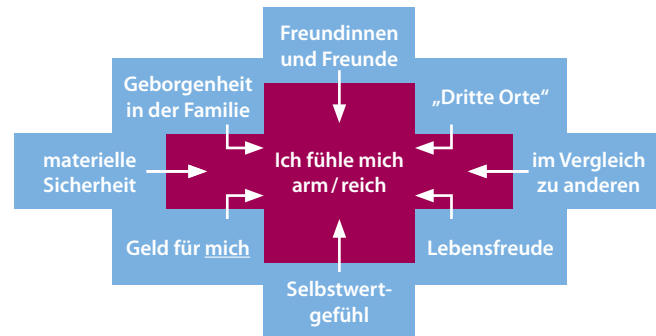 Freundinnen
und Freunde
Geborgenheit
in der Familie
„Dritte Orte“
materielle
Sicherheit
Ich fühle mich
arm / reich
im Vergleich
zu anderen
Geld für mich
Lebensfreude
Selbstwert-
gefühl